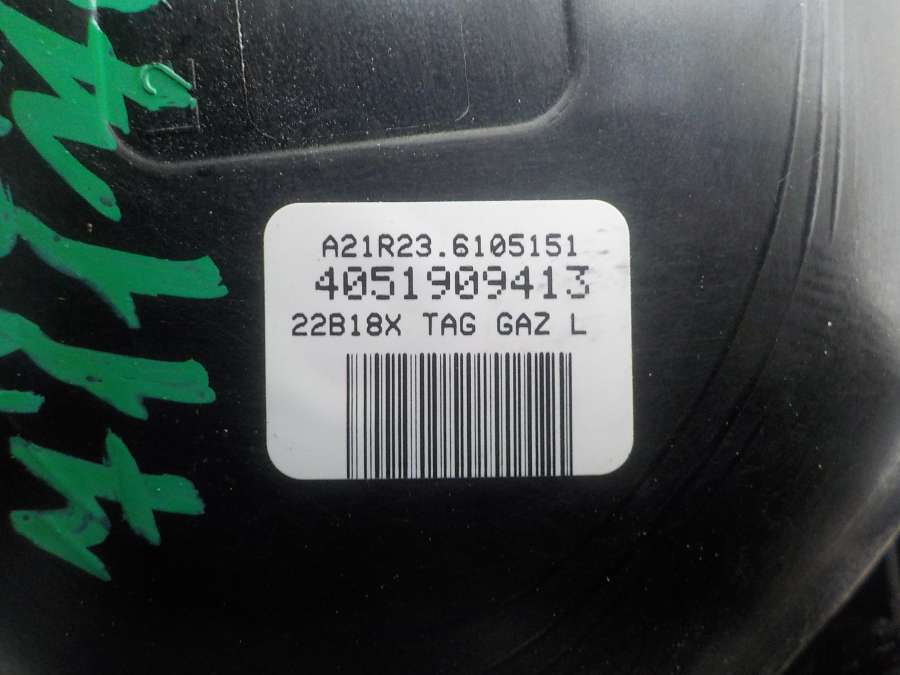 A21R23.6105151
4051909413
22B18X TAG GAZ L